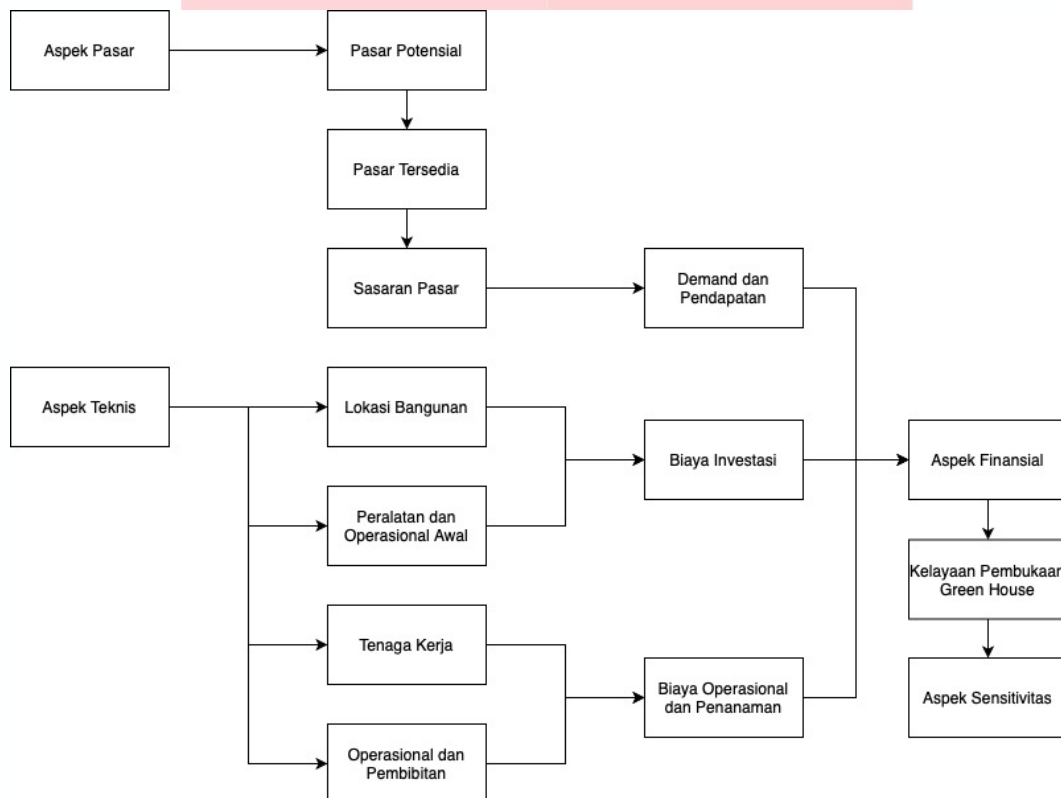 Aspek Pasar
Pasar Potensial
Pasar Tersedia
Sasaran Pasar
Demand dan
Pendapatan
Aspek Teknis
Lokasi Bangunan
Peralatan dan
Operasional Awal
Biaya Investasi
Aspek Finansial
Kelayaan Pembukaan
Green House
Tenaga Kerja
Operasional dan
Pembibitan
Biaya Operasional
dan Penanaman
Aspek Sensitivitas